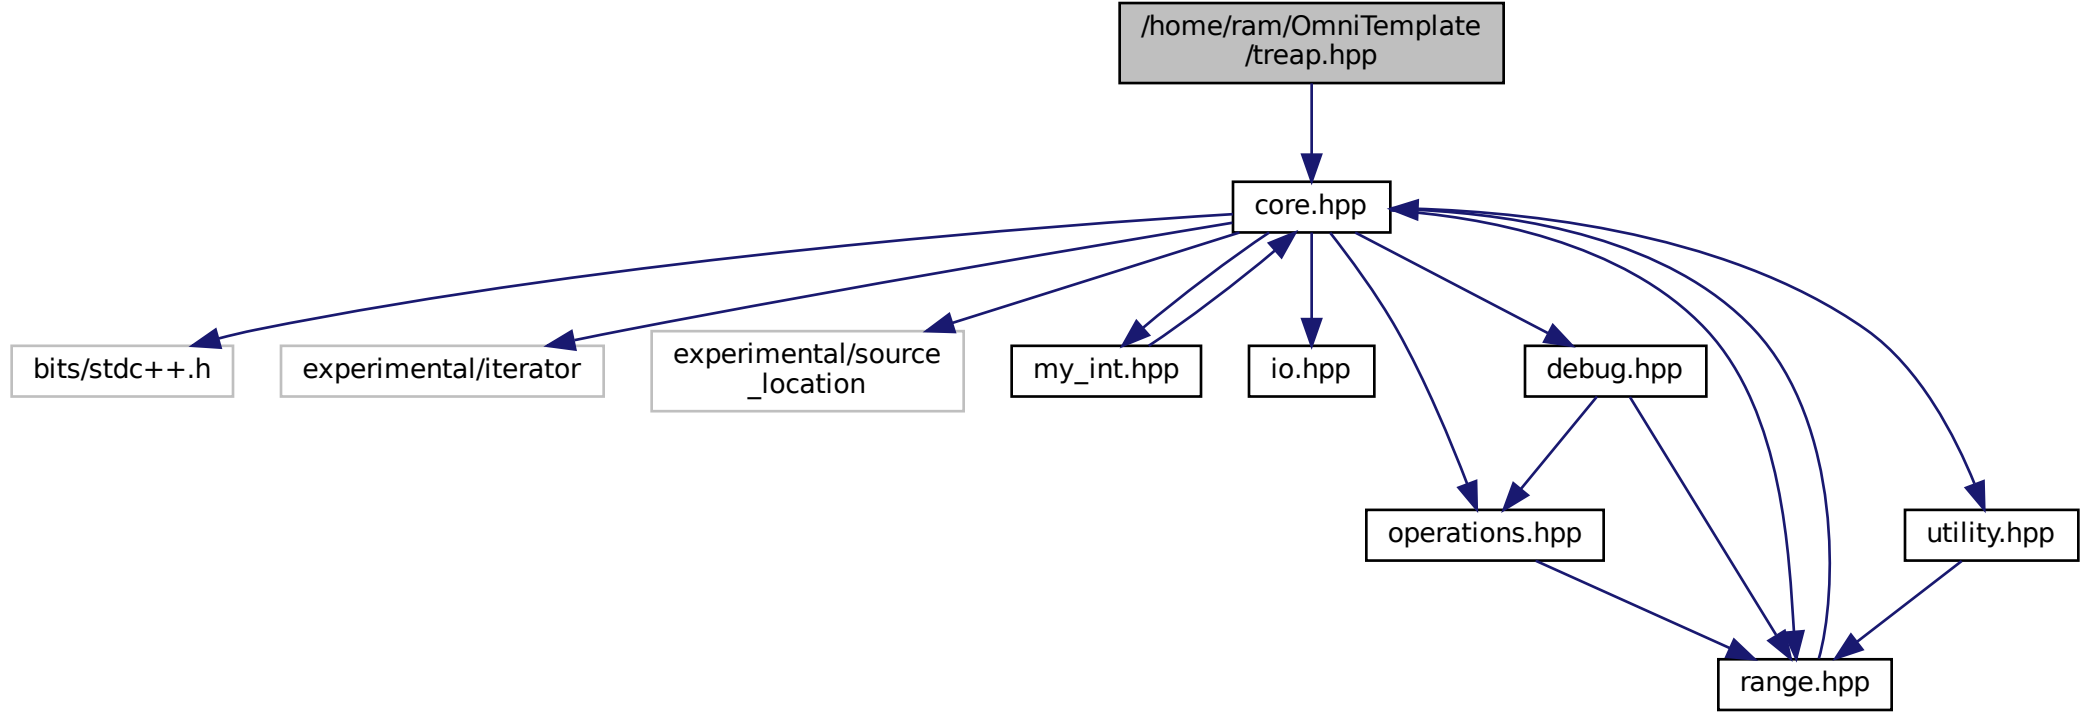 /home/ram/OmniTemplate
/treap.hpp
core.hpp
bits/stdc++.h
experimental/iterator
experimental/source
_location
my_int.hpp
io.hpp
debug.hpp
operations.hpp
utility.hpp
range.hpp